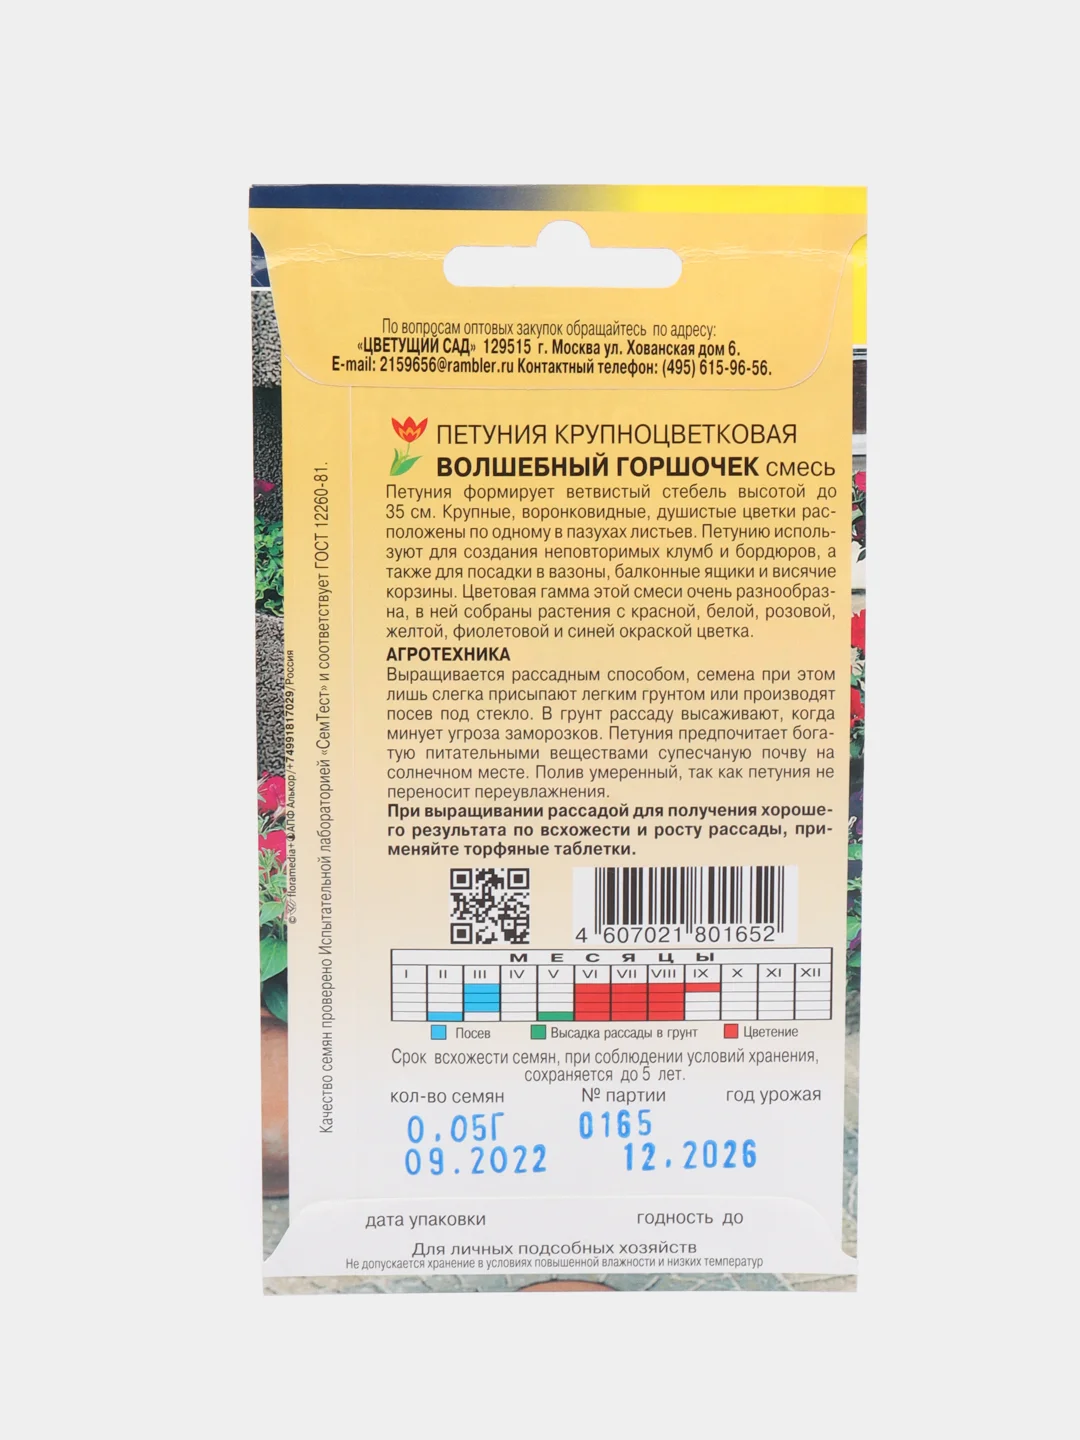 По вопросам оптовых закупок обращайтесь по адресу:
«ЦВЕТУЩИЙ САД» 129515 г. Москва ул. Хованская дом 6.
E-mail: 2159656@rambler.ru Контактный телефон: (495) 615-96-56.
ПЕТУНИЯ КРУПНОЦВЕТКОВАЯ
ВОЛШЕБНЫЙ ГОРШОЧЕК смесь
Петуния формирует ветвистый стебель высотой до
35 см. Крупные, воронковидные, душистые цветки рас-
положены по одному в пазухах листьев. Петунию исполь-
зуют для создания неповторимых клумб и бордюров, а
также для посадки в вазоны, балконные ящики и висячие
корзины. Цветовая гамма этой смеси очень разнообраз-
на, в ней собраны растения с красной, белой, розовой,
желтой, фиолетовой и синей окраской цветка.
АГРОТЕХНИКА
Выращивается рассадным способом, семена при этом
лишь слегка присыпают легким грунтом или производят
посев под стекло. В грунт рассаду высаживают, когда
минует угроза заморозков. Петуния предпочитает бога-
тую питательными веществами супесчаную почву на
солнечном месте. Полив умеренный, так как петуния не
переносит переувлажнения.
При выращивании рассадой для получения хороше-
го результата по всхожести и росту рассады, при-
меняйте торфяные таблетки.
4 607021 801652
МЕСЯЦЫ
I II III IV V VI VII VIII IX X XI XII
Посев Высадка рассады в грунт Цветение
Срок всхожести семян, при соблюдении условий хранения,
сохраняется до 5 лет.
кол-во семян № партии год урожая
0.05Г 0165
09.2022 12.2026
дата упаковки годность до
Для личных подсобных хозяйств
Не допускается хранение в условиях повышенной влажности и низких температур
Качество семян проверено Испытательной лабораторией «СемТест» и соответствует ГОСТ 12260-81.
© floramedia+ АПФ Алькор/+74991817029/Россия